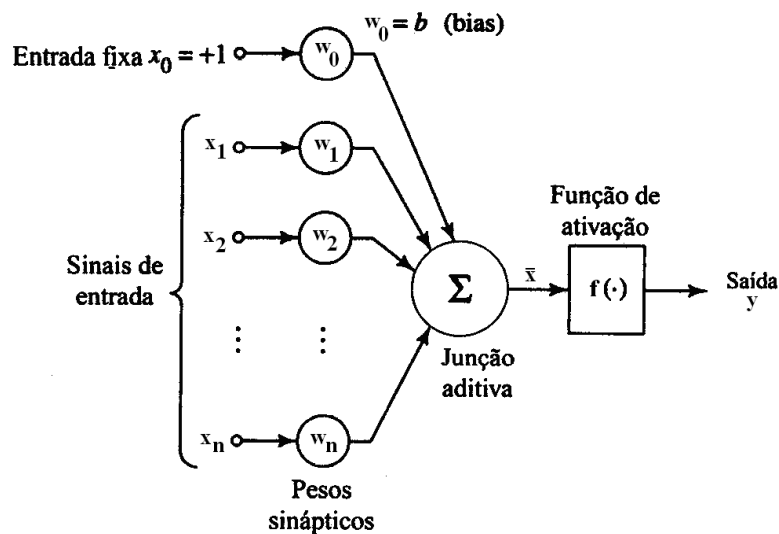 w₀ = b (bias)
Entrada fixa x₀ = +1
w₀
x₁
w₁
x₂
w₂
Sinais de
entrada
⋮
⋮
xₙ
wₙ
Pesos
sinápticos
Σ
Junção
aditiva
x̄
Função de
ativação
f(·)
Saída
y